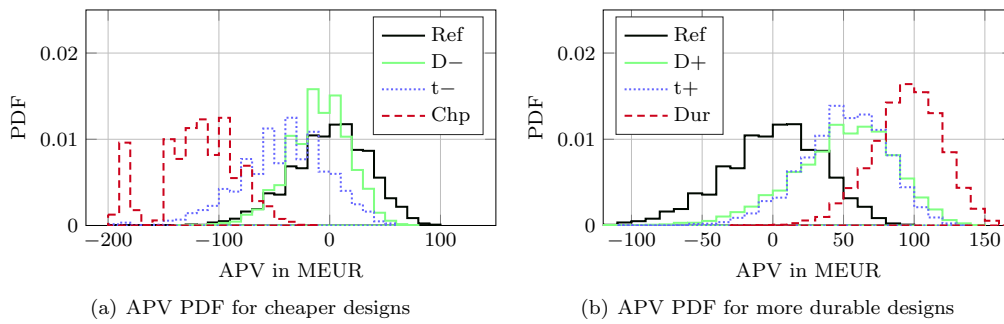 PDF
0.02
0.01
0
−200
−100
0
100
APV in MEUR
Ref
D−
t−
Chp
(a) APV PDF for cheaper designs
PDF
0.02
0.01
0
−100
−50
0
50
100
150
APV in MEUR
Ref
D+
t+
Dur
(b) APV PDF for more durable designs